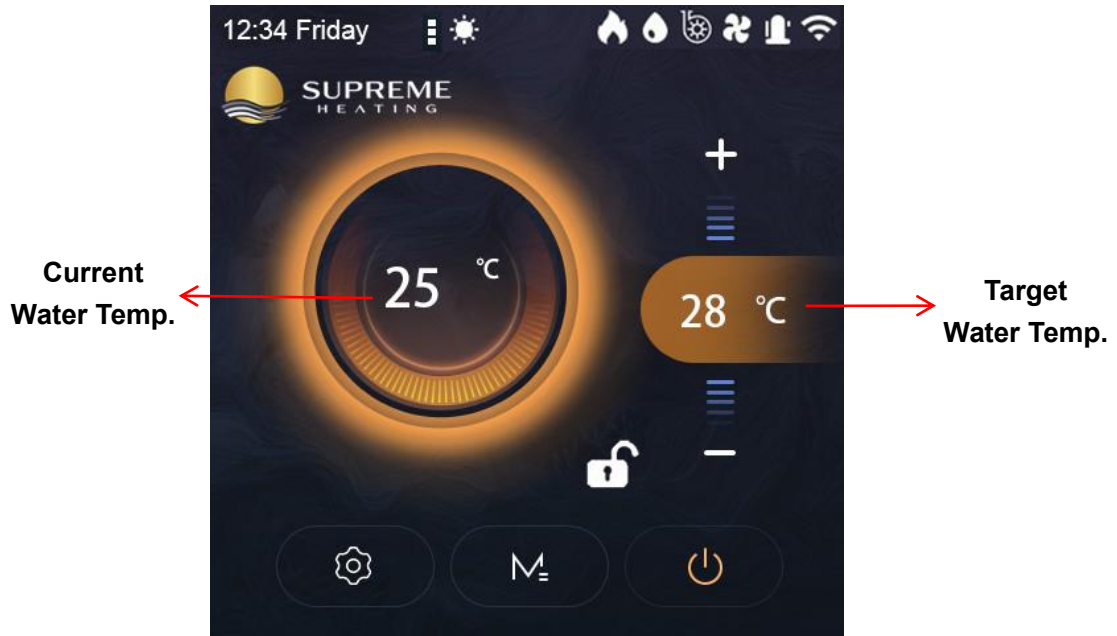 12:34 Friday
SUPREME
HEATING
+
Current
Water Temp.
25 ℃
28 ℃
Target
Water Temp.
−
M